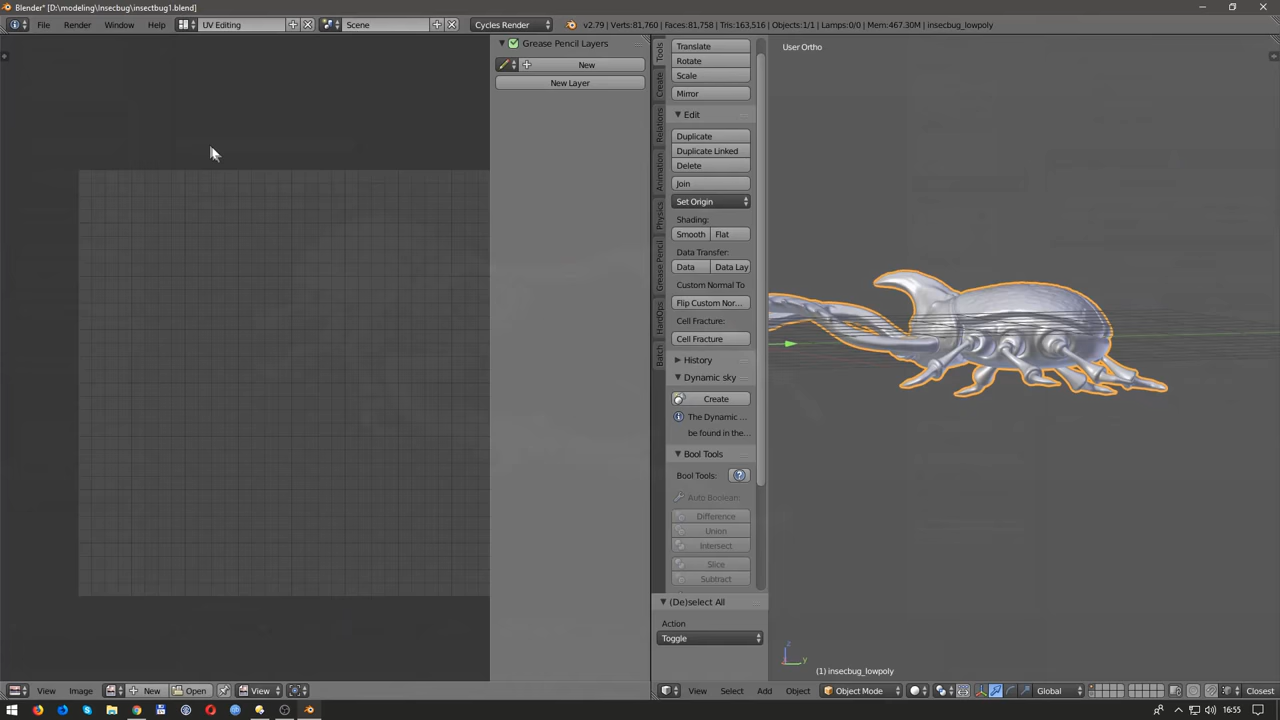 Blender* [D:\modeling\Insecbug\insectbug1.blend]
File Render Window Help UV Editing Scene Cycles Render v2.79 | Verts:81,760 | Faces:81,758 | Tris:163,516 | Objects:1/1 | Lamps:0/0 | Mem:467.30M | insecbug_lowpoly
Grease Pencil Layers
New
New Layer
Tools
Create
Relations
Animation
Physics
Grease Pencil
HardOps
Batch
Translate
Rotate
Scale
Mirror
Edit
Duplicate
Duplicate Linked
Delete
Join
Set Origin
Shading:
Smooth Flat
Data Transfer:
Data Data Lay
Custom Normal To
Flip Custom Nor...
Cell Fracture:
Cell Fracture
History
Dynamic sky
Create
The Dynamic ...
be found in the...
Bool Tools
Bool Tools:
Auto Boolean:
Difference
Union
Intersect
Slice
Subtract
(De)select All
Action
Toggle
User Ortho
z
y
(1) insecbug_lowpoly
View Image New Open View
View Select Add Object Object Mode Global Closest
16:55